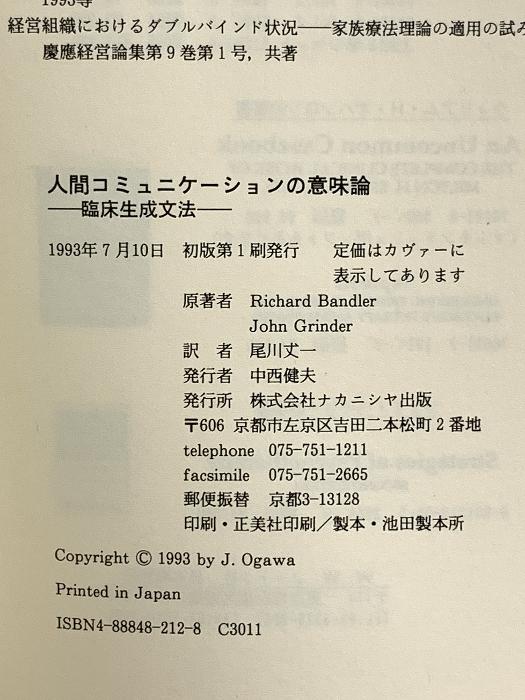 1993等
経営組織におけるダブルバインド状況――家族療法理論の適用の試み
慶應経営論集第9巻第1号，共著
人間コミュニケーションの意味論
――臨床生成文法――
1993年7月10日　初版第1刷発行　定価はカヴァーに
表示してあります
原著者　Richard Bandler
John Grinder
訳　者　尾川丈一
発行者　中西健夫
発行所　株式会社ナカニシヤ出版
〒606 京都市左京区吉田二本松町2番地
telephone 075-751-1211
facsimile 075-751-2665
郵便振替　京都3-13128
印刷・正美社印刷／製本・池田製本所
Copyright © 1993 by J. Ogawa
Printed in Japan
ISBN4-88848-212-8　C3011